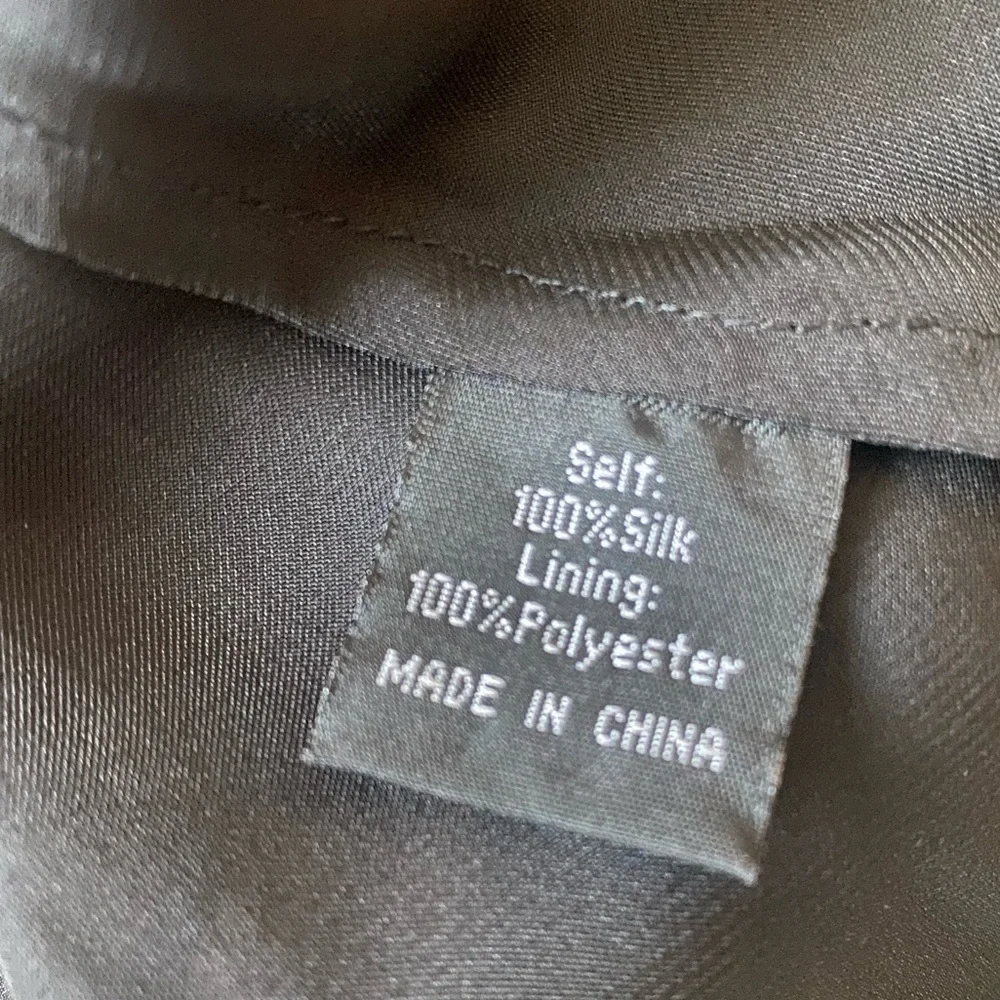 Self:
100%Silk
Lining:
100%Polyester
MADE IN CHINA